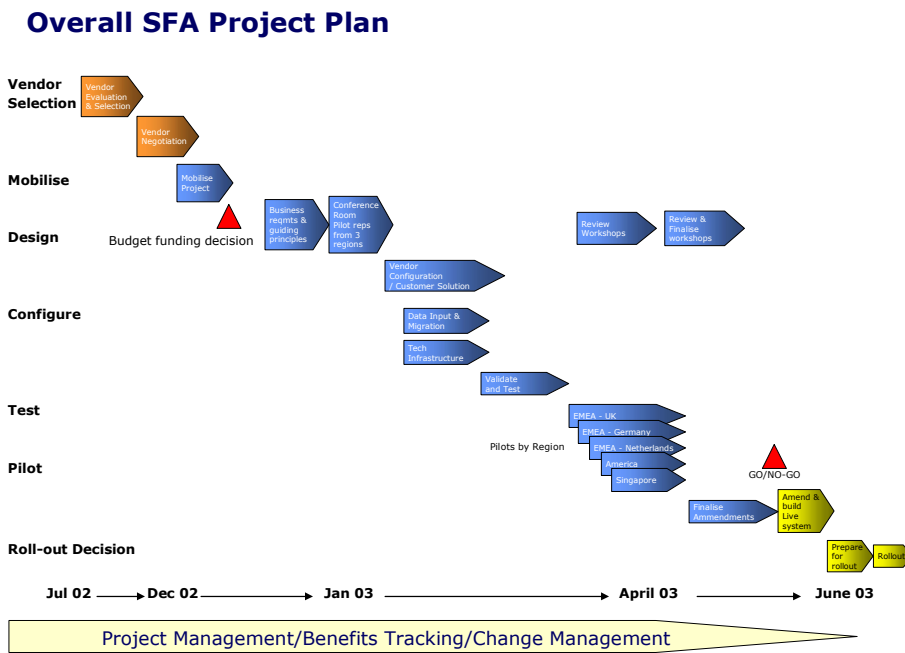 Overall SFA Project Plan
Vendor
Selection
Vendor
Evaluation
& Selection
Vendor
Negotiation
Mobilise
Mobilise
Project
Budget funding decision
Design
Business
reqmts &
guiding
principles
Conference
Room
Pilot reps
from 3
regions
Review
Workshops
Review &
Finalise
workshops
Vendor
Configuration
/ Customer Solution
Configure
Data Input &
Migration
Tech
Infrastructure
Validate
and Test
Test
EMEA - UK
EMEA - Germany
Pilots by Region
EMEA - Netherlands
America
Singapore
Pilot
GO/NO-GO
Finalise
Ammendments
Amend &
build
Live
system
Roll-out Decision
Prepare
for
rollout
Rollout
Jul 02
Dec 02
Jan 03
April 03
June 03
Project Management/Benefits Tracking/Change Management